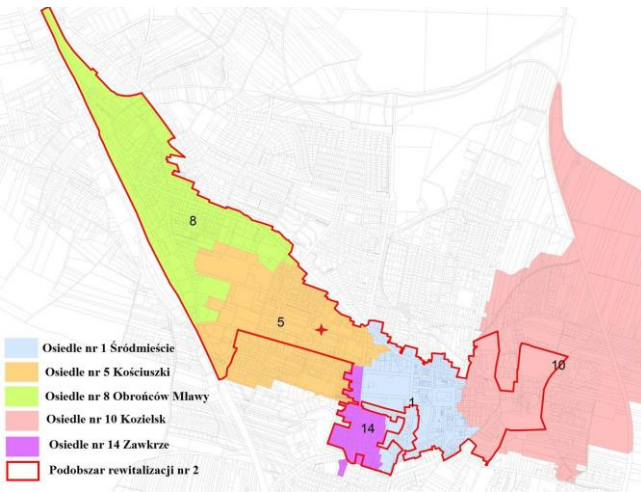 8
5
10
1
14
Osiedle nr 1 Śródmieście
Osiedle nr 5 Kościuszki
Osiedle nr 8 Obrońców Mławy
Osiedle nr 10 Kozielsk
Osiedle nr 14 Zawkrze
Podobszar rewitalizacji nr 2